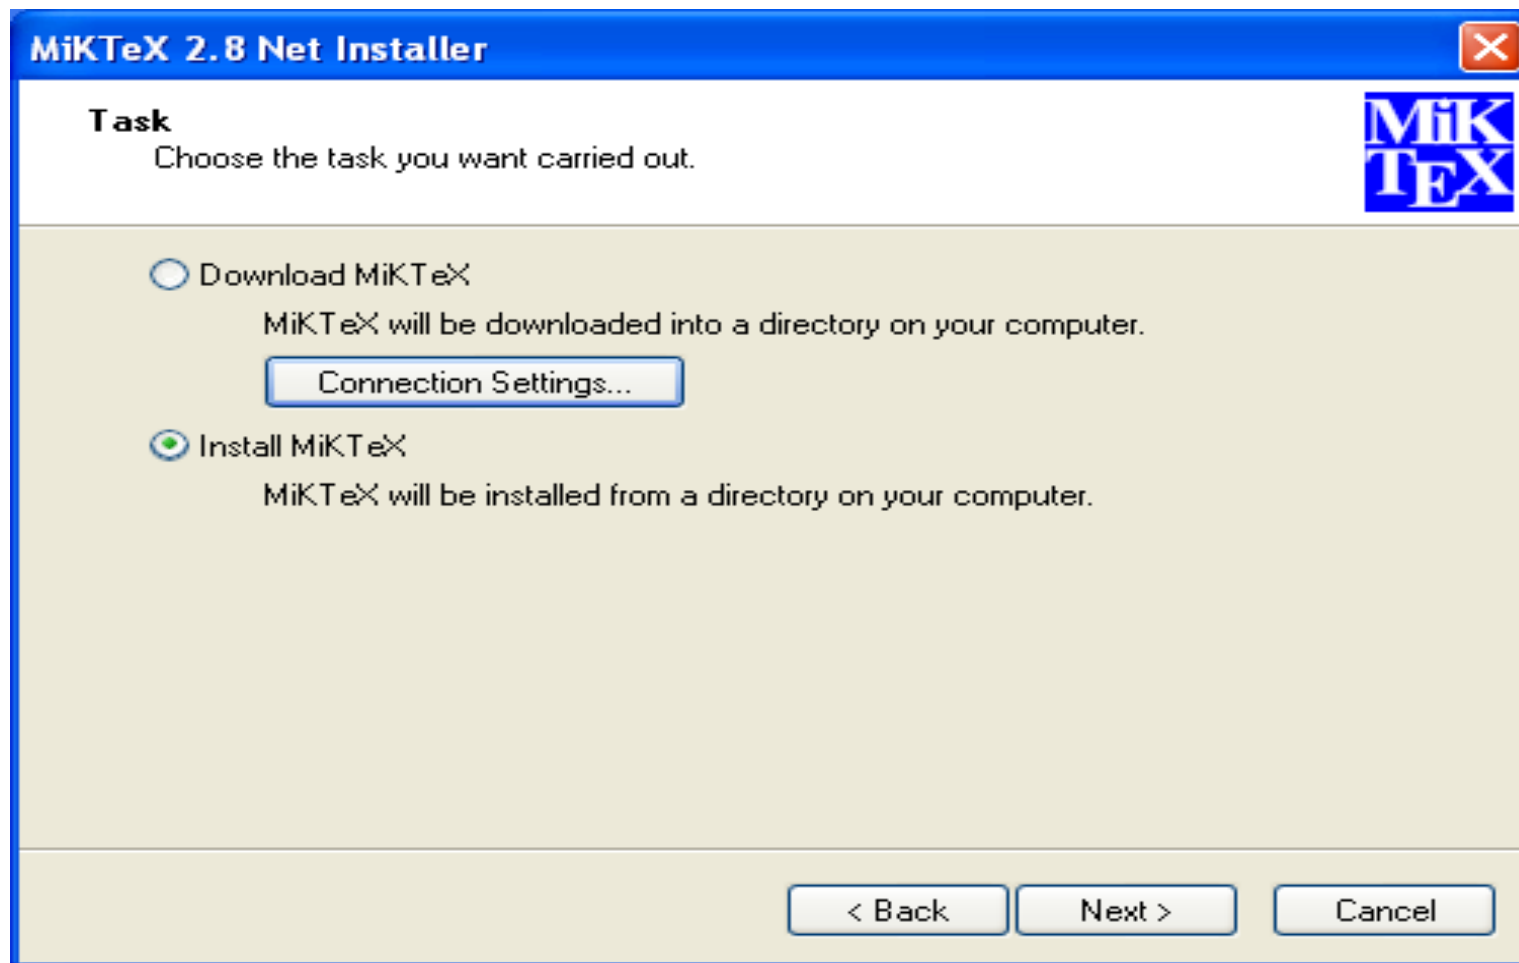 MiKTeX 2.8 Net Installer
Task
Choose the task you want carried out.
MiK
TEX
Download MiKTeX
MiKTeX will be downloaded into a directory on your computer.
Connection Settings...
Install MiKTeX
MiKTeX will be installed from a directory on your computer.
< Back
Next >
Cancel